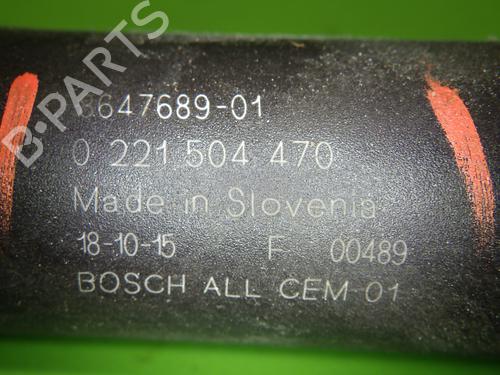 8647689-01
0 221 504 470
Made in Slovenia
18-10-15 F 00489
BOSCH ALL CEM-01
B-PARTS